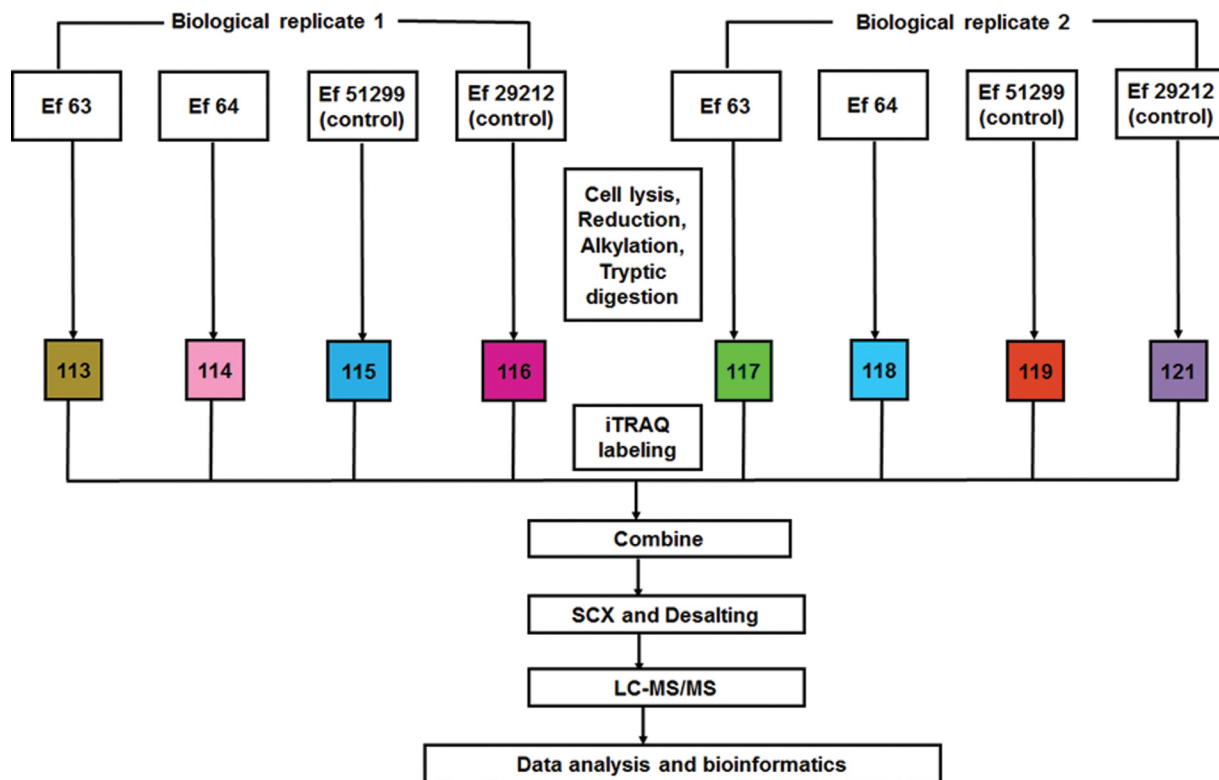 Biological replicate 1
Biological replicate 2
Ef 63
Ef 64
Ef 51299
(control)
Ef 29212
(control)
Ef 63
Ef 64
Ef 51299
(control)
Ef 29212
(control)
Cell lysis,
Reduction,
Alkylation,
Tryptic
digestion
113
114
115
116
117
118
119
121
iTRAQ
labeling
Combine
SCX and Desalting
LC-MS/MS
Data analysis and bioinformatics